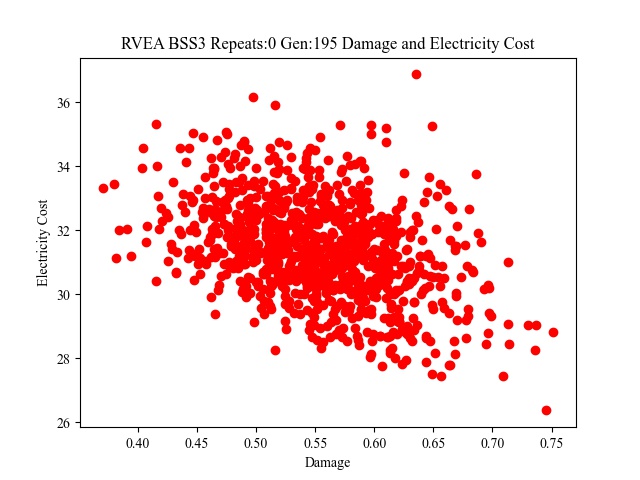 RVEA BSS3 Repeats:0 Gen:195 Damage and Electricity Cost
36
34
32
30
28
26
Electricity Cost
0.40 0.45 0.50 0.55 0.60 0.65 0.70 0.75
Damage